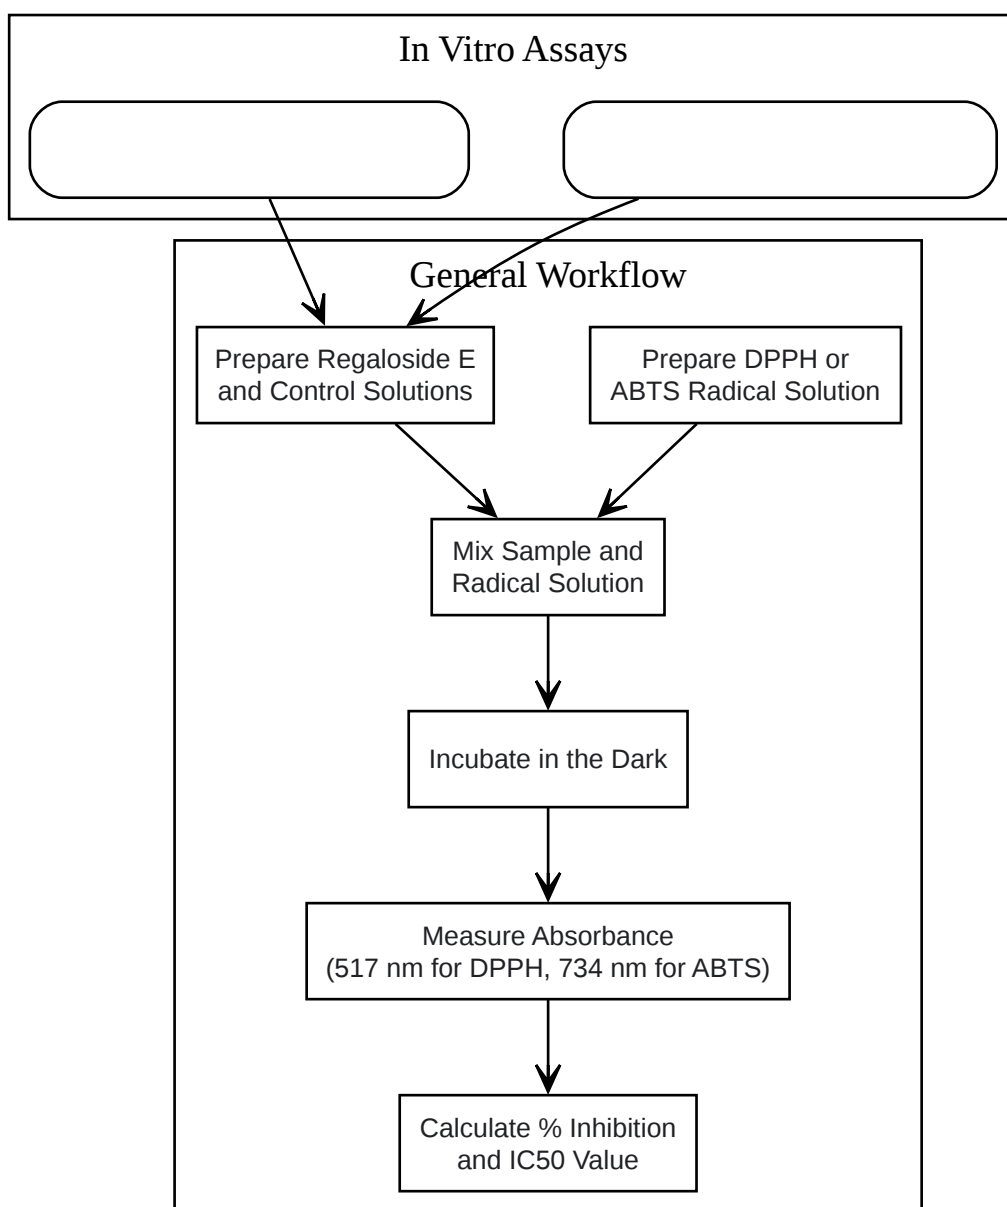 In Vitro Assays
General Workflow
Prepare Regaloside E
and Control Solutions
Prepare DPPH or
ABTS Radical Solution
Mix Sample and
Radical Solution
Incubate in the Dark
Measure Absorbance
(517 nm for DPPH, 734 nm for ABTS)
Calculate % Inhibition
and IC50 Value